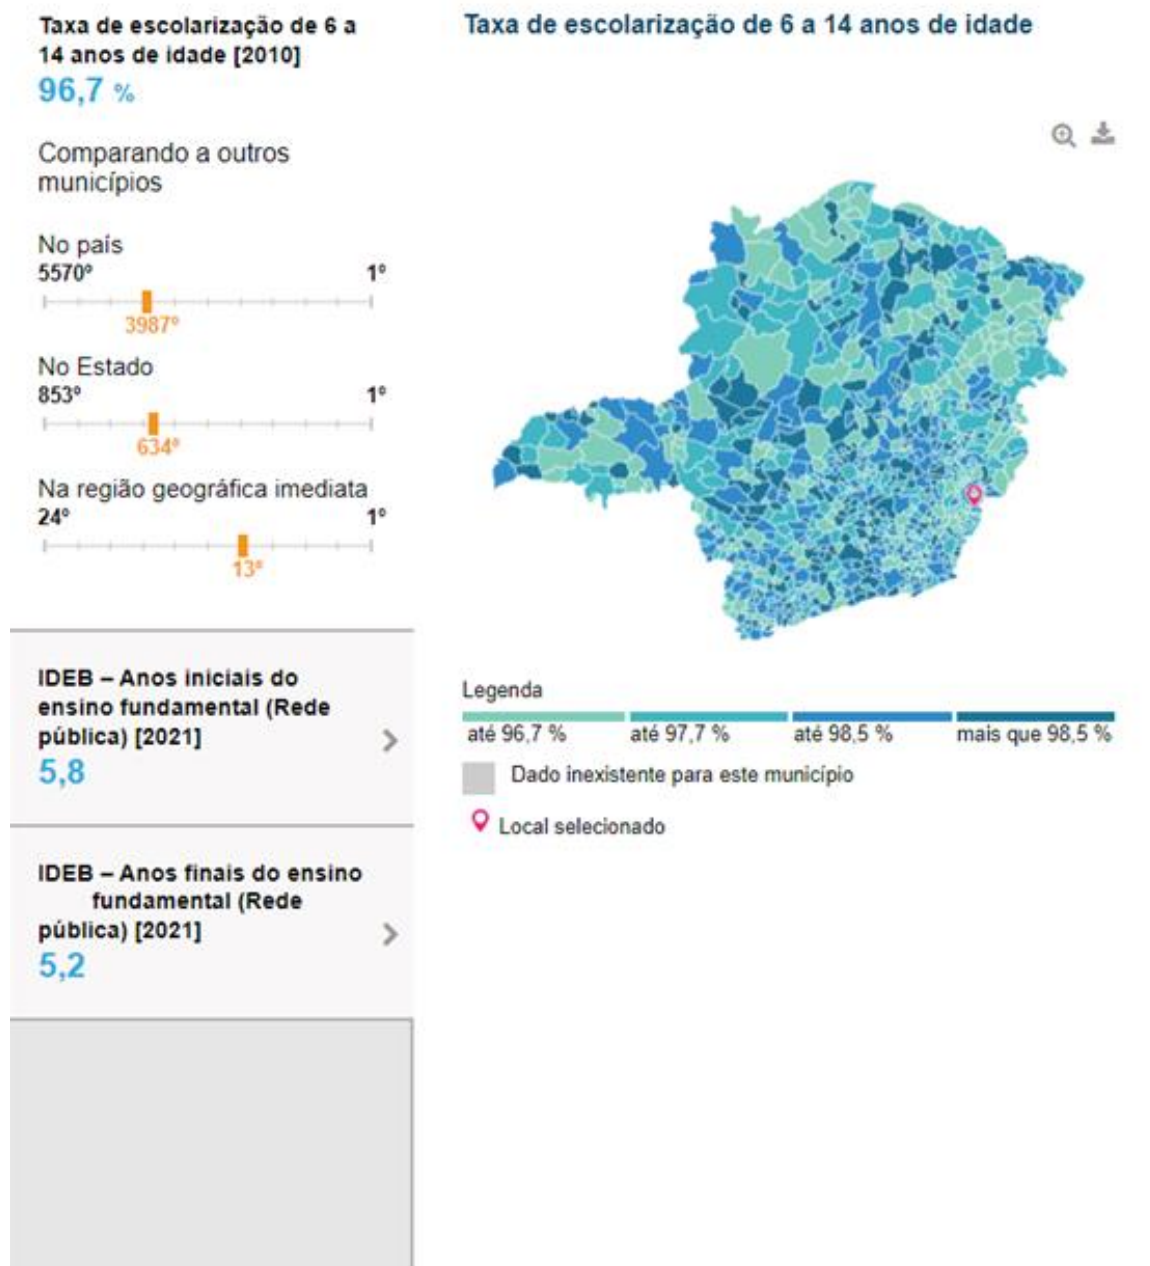 Taxa de escolarização de 6 a
14 anos de idade [2010]
96,7 %
Comparando a outros
municípios
No país
5570º 1º
3987º
No Estado
853º 1º
634º
Na região geográfica imediata
24º 1º
13º
IDEB – Anos iniciais do
ensino fundamental (Rede
pública) [2021]
5,8
IDEB – Anos finais do ensino
fundamental (Rede
pública) [2021]
5,2
Taxa de escolarização de 6 a 14 anos de idade
Legenda
até 96,7 % até 97,7 % até 98,5 % mais que 98,5 %
Dado inexistente para este município
Local selecionado